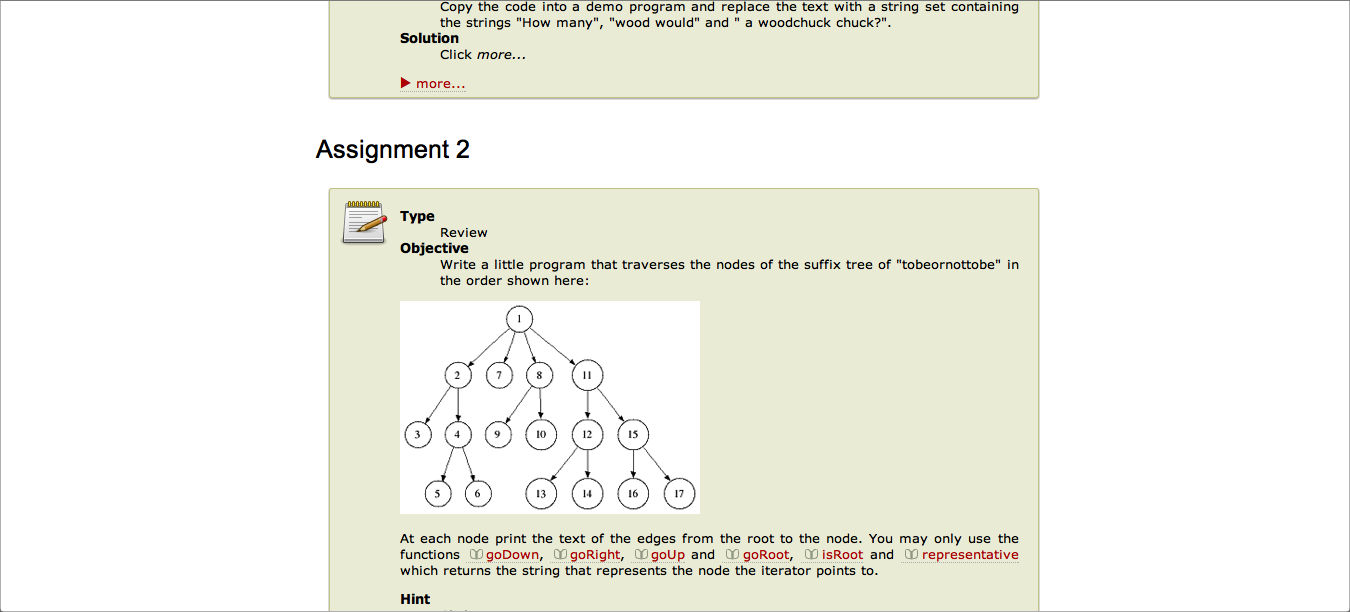 Copy the code into a demo program and replace the text with a string set containing
the strings "How many", "wood would" and " a woodchuck chuck?".
Solution
Click more...
more...
Assignment 2
Type
Review
Objective
Write a little program that traverses the nodes of the suffix tree of "tobeornottobe" in
the order shown here:
1
2 7 8 11
3 4 9 10 12 15
5 6 13 14 16 17
At each node print the text of the edges from the root to the node. You may only use the
functions goDown, goRight, goUp and goRoot, isRoot and representative
which returns the string that represents the node the iterator points to.
Hint